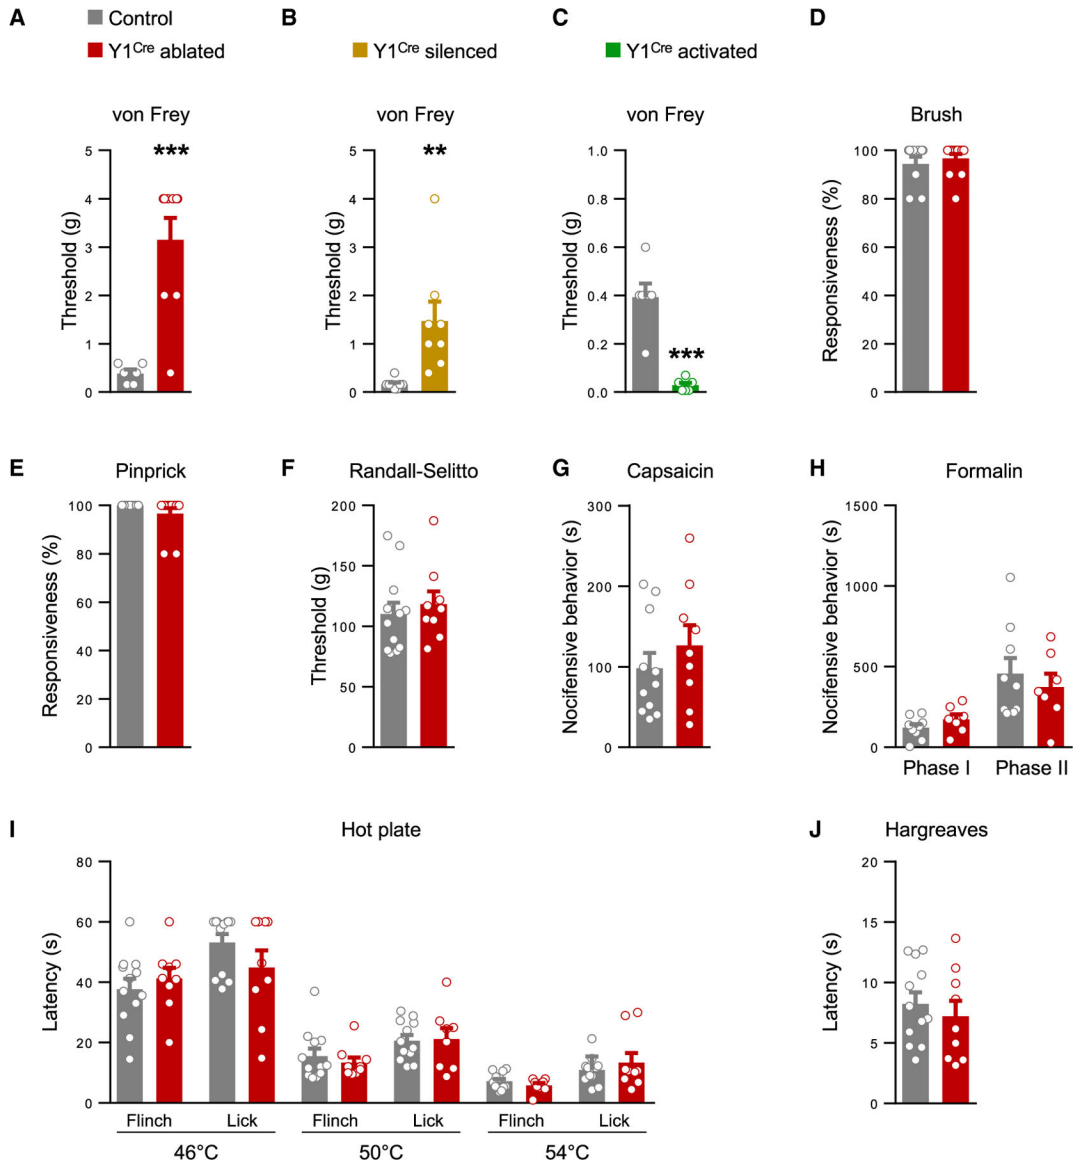 A
Control
Y1Cre ablated
B
Y1Cre silenced
C
Y1Cre activated
D
von Frey
von Frey
von Frey
Brush
Threshold (g)
5
4
3
2
1
0
***
Threshold (g)
5
4
3
2
1
0
**
Threshold (g)
1.0
0.8
0.6
0.4
0.2
0.0
***
Responsiveness (%)
100
80
60
40
20
0
E
Pinprick
F
Randall-Selitto
G
Capsaicin
H
Formalin
Responsiveness (%)
100
80
60
40
20
0
Threshold (g)
200
150
100
50
0
Nocifensive behavior (s)
300
200
100
0
Nocifensive behavior (s)
1500
1000
500
0
Phase I
Phase II
I
Hot plate
J
Hargreaves
Latency (s)
80
60
40
20
0
Flinch
Lick
Flinch
Lick
Flinch
Lick
46°C
50°C
54°C
Latency (s)
20
15
10
5
0